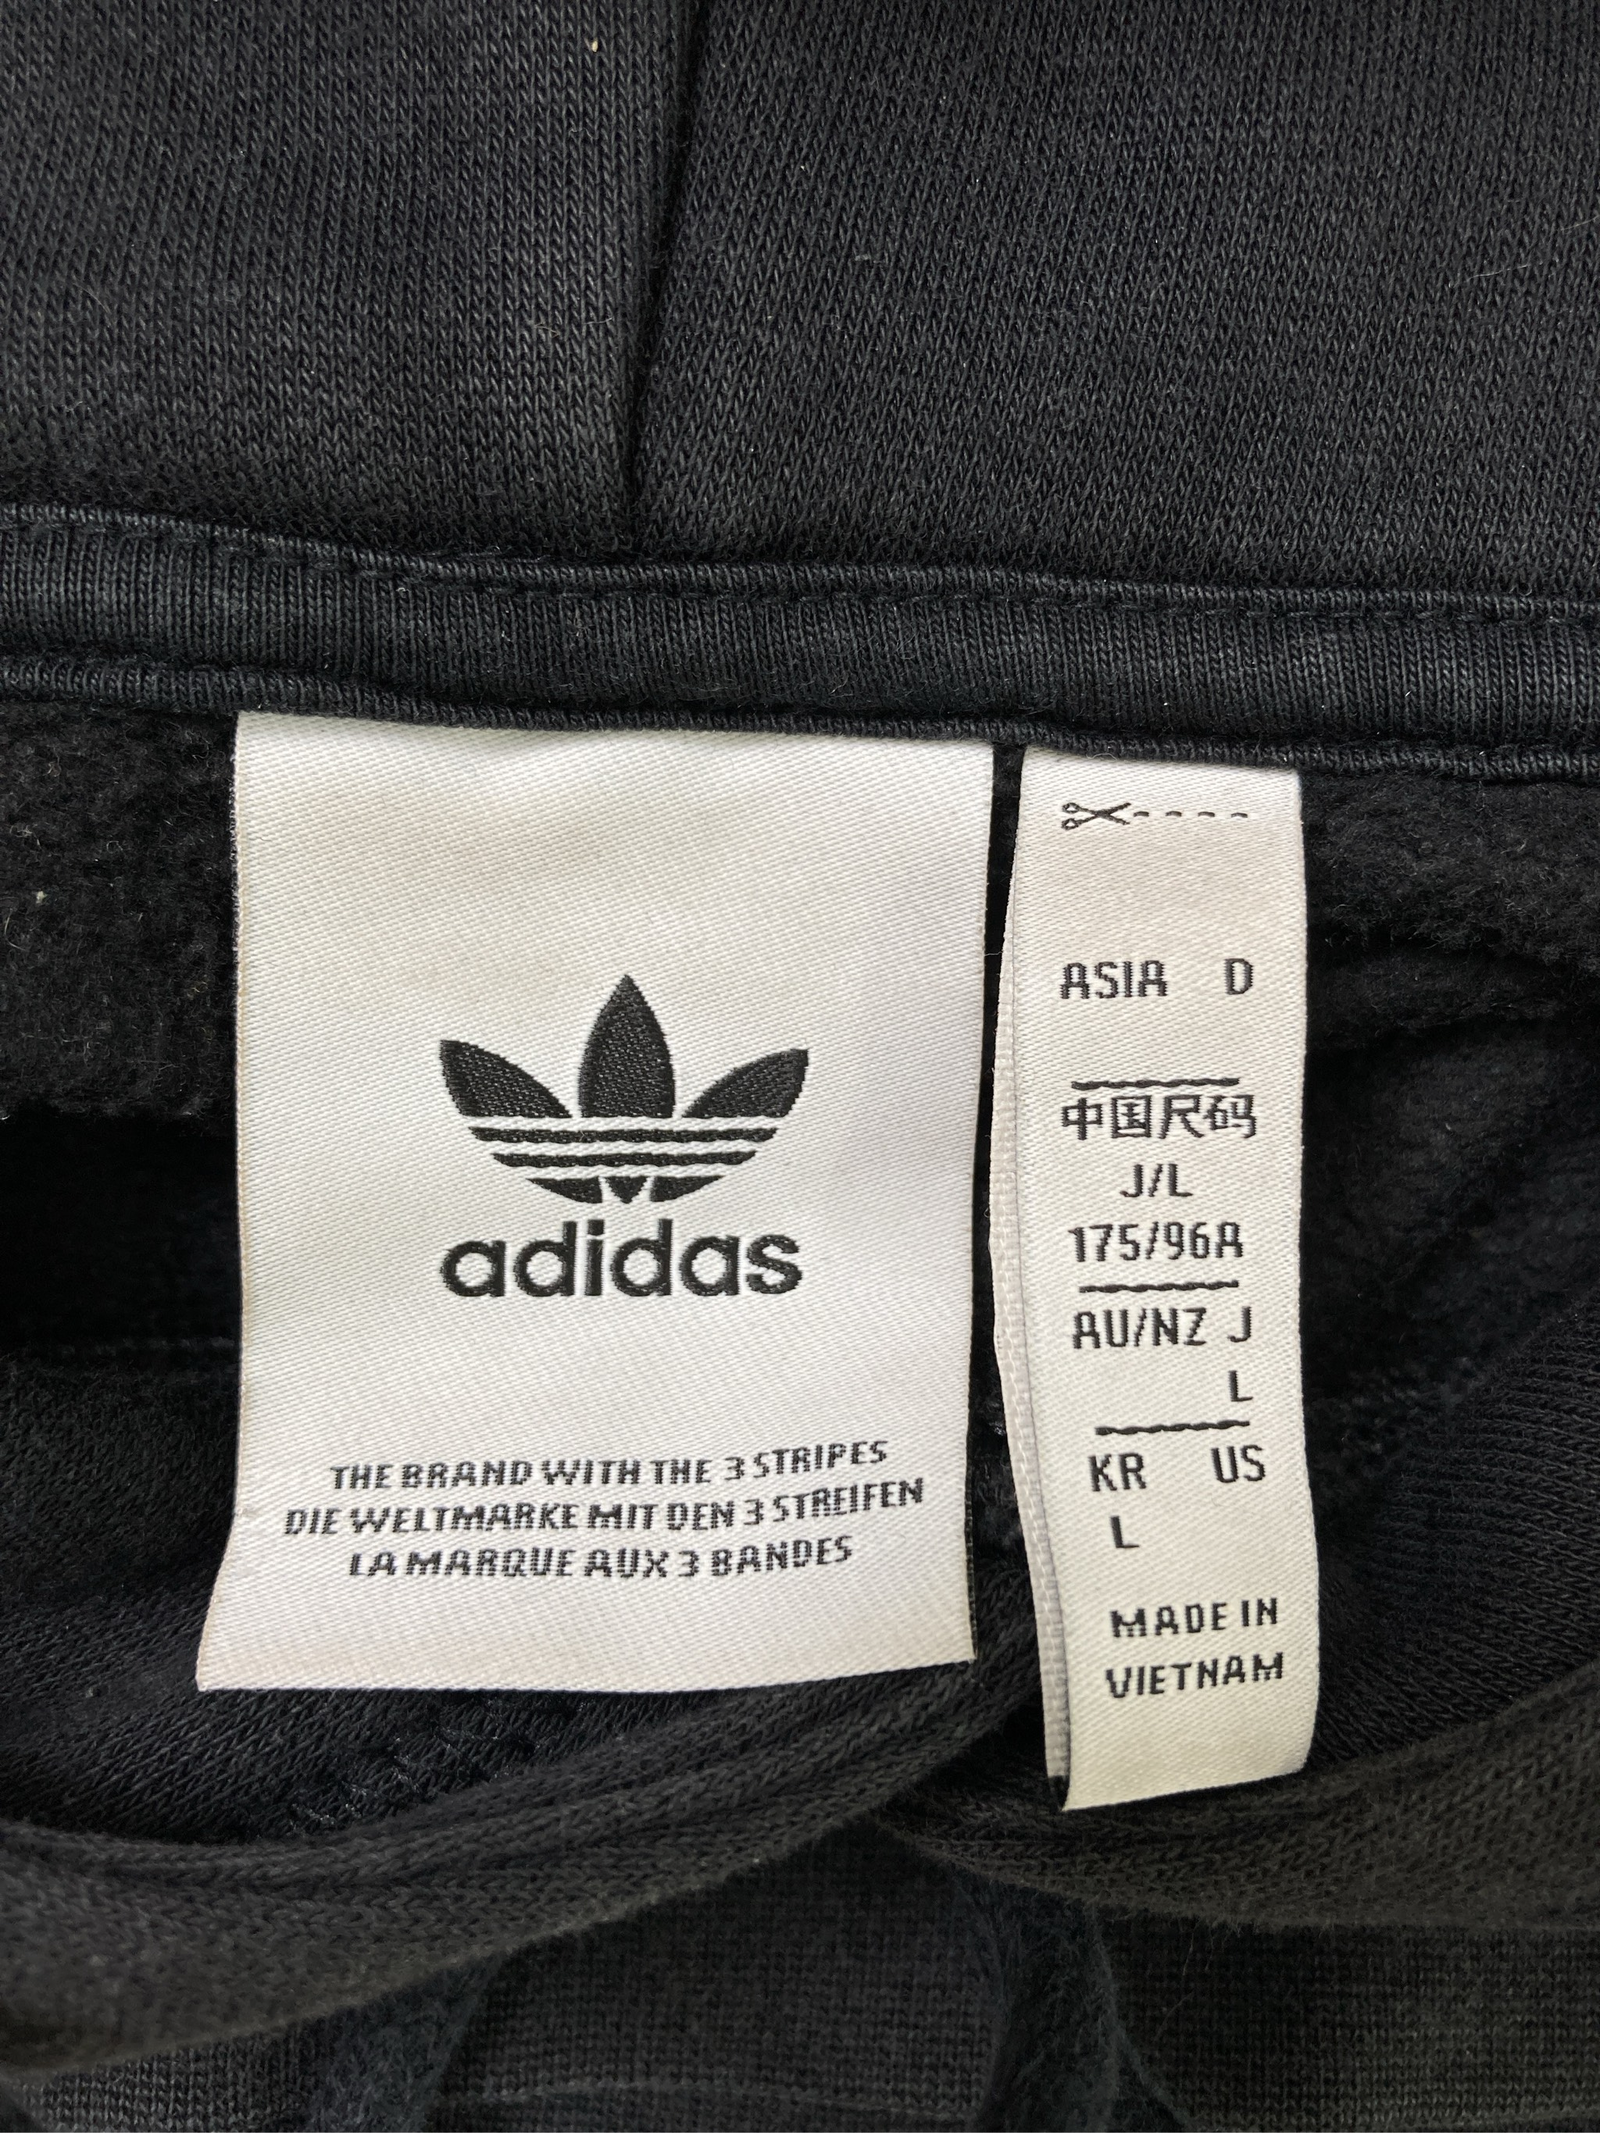 adidas
THE BRAND WITH THE 3 STRIPES
DIE WELTMARKE MIT DEN 3 STREIFEN
LA MARQUE AUX 3 BANDES
ASIA D
中国尺码
J/L
175/96A
AU/NZ J
L
KR US
L
MADE IN
VIETNAM